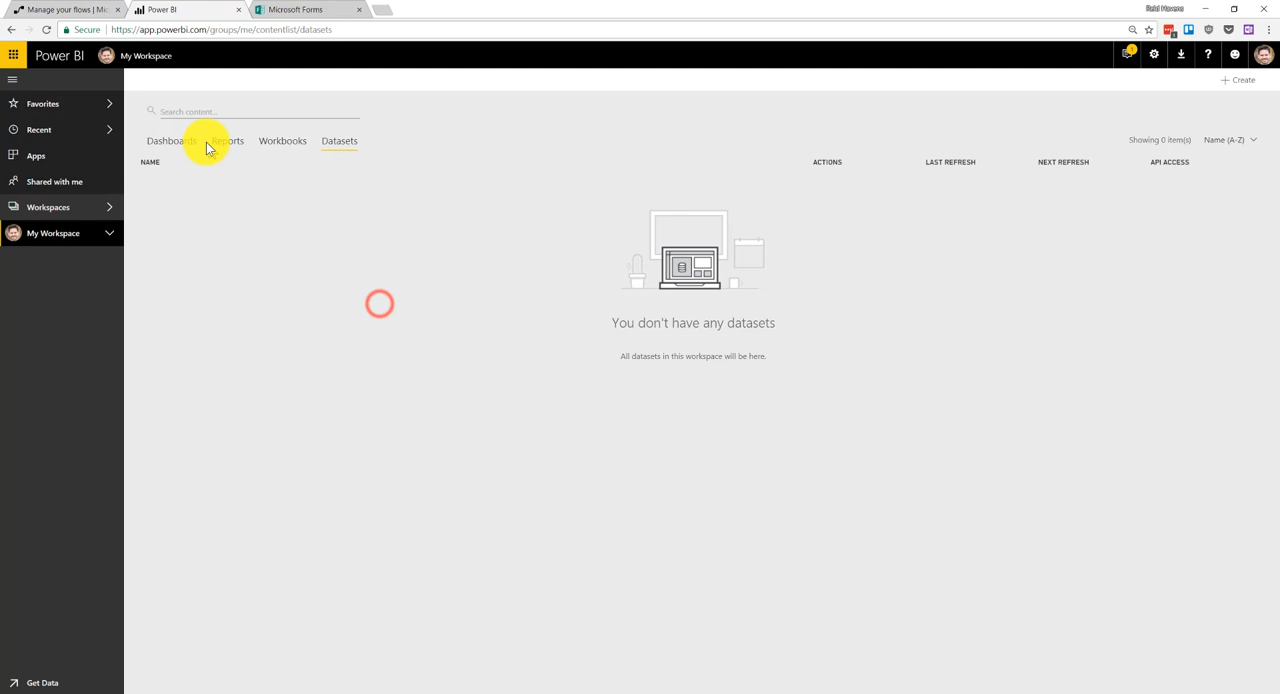 Manage your flows | Mic
Power BI
Microsoft Forms
Reid Havens
Secure
https://app.powerbi.com/groups/me/contentlist/datasets
Power BI
My Workspace
1
Create
Favorites
Recent
Apps
Shared with me
Workspaces
My Workspace
Get Data
Search content...
Dashboards
Reports
Workbooks
Datasets
Showing 0 item(s)
Name (A-Z)
NAME
ACTIONS
LAST REFRESH
NEXT REFRESH
API ACCESS
You don't have any datasets
All datasets in this workspace will be here.